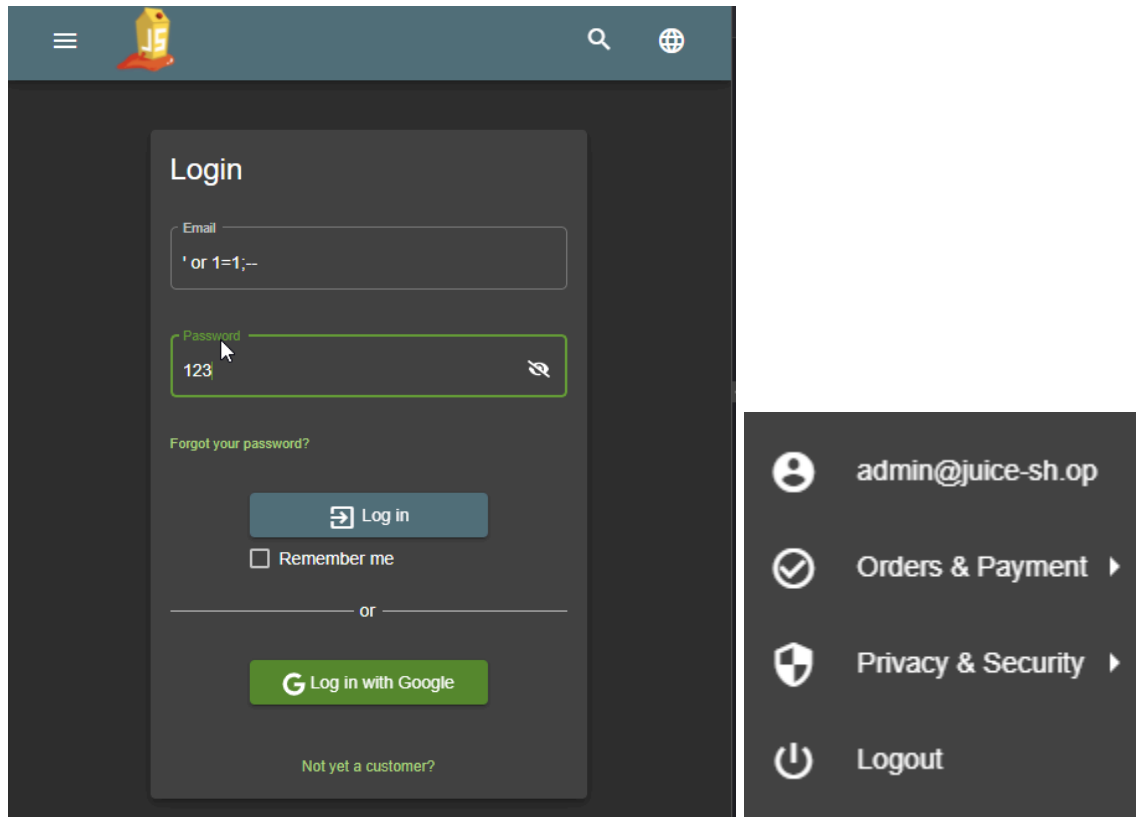 JS
Login
Email
' or 1=1;--
Password
123
Forgot your password?
Log in
Remember me
or
G Log in with Google
Not yet a customer?
admin@juice-sh.op
Orders & Payment
Privacy & Security
Logout